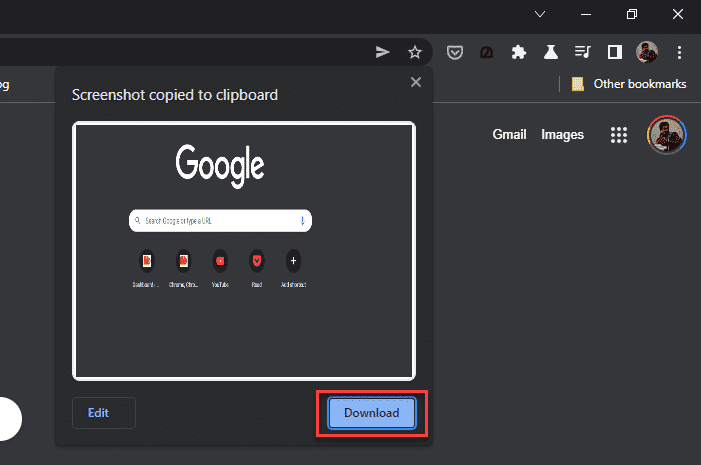 og
Other bookmarks
Screenshot copied to clipboard
Gmail Images
Google
Search Google or type a URL
Dashboard ‹...
Chrome, Chro...
YouTube
Read
Add shortcut
Edit
Download